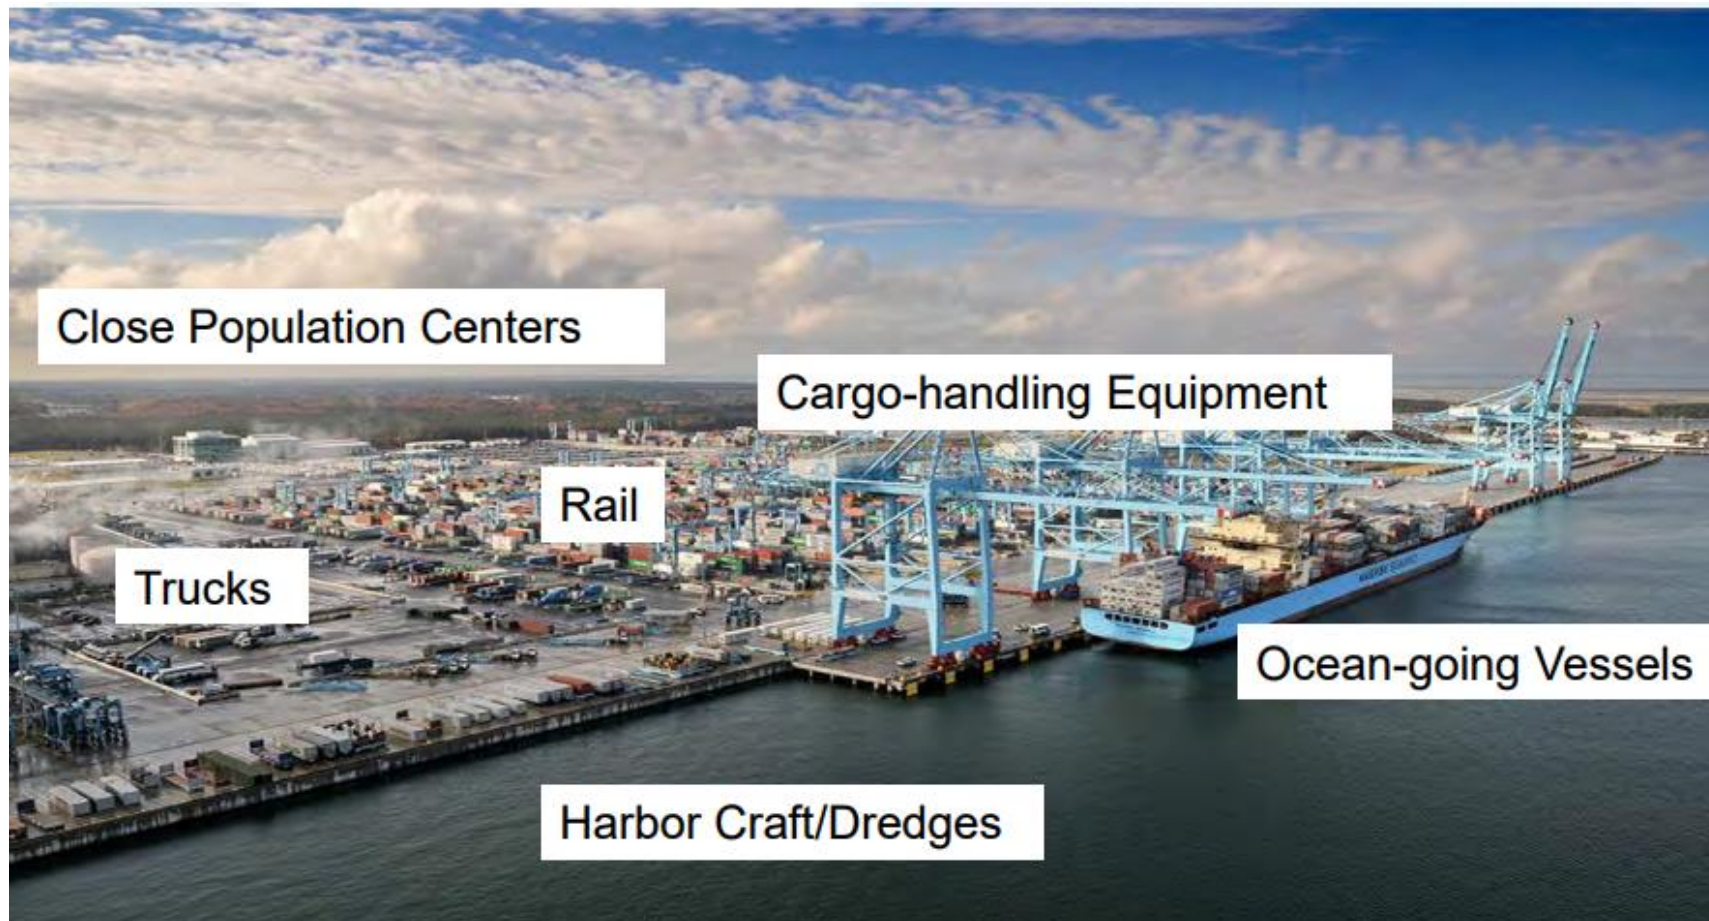 Close Population Centers
Cargo-handling Equipment
Rail
Trucks
Ocean-going Vessels
Harbor Craft/Dredges